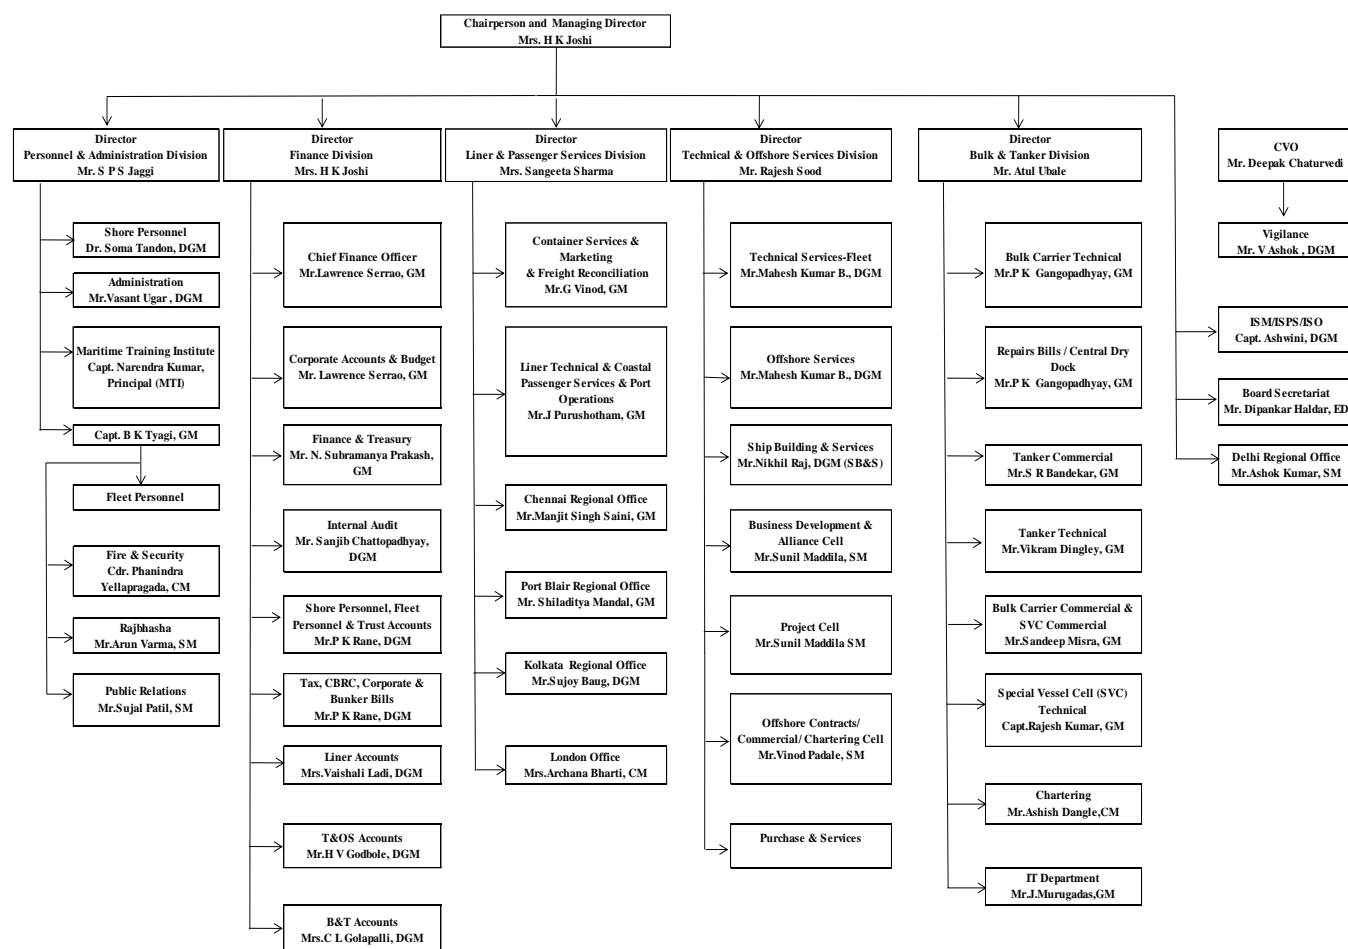 Chairperson and Managing Director
Mrs. H K Joshi
Director
Personnel & Administration Division
Mr. S P S Jaggi
Shore Personnel
Dr. Soma Tandon, DGM
Administration
Mr.Vasant Ugar , DGM
Maritime Training Institute
Capt. Narendra Kumar,
Principal (MTI)
Capt. B K Tyagi, GM
Fleet Personnel
Fire & Security
Cdr. Phanindra
Yellapragada, CM
Rajbhasha
Mr.Arun Varma, SM
Public Relations
Mr.Sujal Patil, SM
Director
Finance Division
Mrs. H K Joshi
Chief Finance Officer
Mr.Lawrence Serrao, GM
Corporate Accounts & Budget
Mr. Lawrence Serrao, GM
Finance & Treasury
Mr. N. Subramanya Prakash,
GM
Internal Audit
Mr. Sanjib Chattopadhyay,
DGM
Shore Personnel, Fleet
Personnel & Trust Accounts
Mr.P K Rane, DGM
Tax, CBRC, Corporate &
Bunker Bills
Mr.P K Rane, DGM
Liner Accounts
Mrs.Vaishali Ladi, DGM
T&OS Accounts
Mr.H V Godbole, DGM
B&T Accounts
Mrs.C L Golapalli, DGM
Director
Liner & Passenger Services Division
Mrs. Sangeeta Sharma
Container Services &
Marketing
& Freight Reconciliation
Mr.G Vinod, GM
Liner Technical & Coastal
Passenger Services & Port
Operations
Mr.J Purushotham, GM
Chennai Regional Office
Mr.Manjit Singh Saini, GM
Port Blair Regional Office
Mr. Shiladitya Mandal, GM
Kolkata Regional Office
Mr.Sujoy Baug, DGM
London Office
Mrs.Archana Bharti, CM
Director
Technical & Offshore Services Division
Mr. Rajesh Sood
Technical Services-Fleet
Mr.Mahesh Kumar B., DGM
Offshore Services
Mr.Mahesh Kumar B., DGM
Ship Building & Services
Mr.Nikhil Raj, DGM (SB&S)
Business Development &
Alliance Cell
Mr.Sunil Maddila, SM
Project Cell
Mr.Sunil Maddila SM
Offshore Contracts/
Commercial/ Chartering Cell
Mr.Vinod Padale, SM
Purchase & Services
Director
Bulk & Tanker Division
Mr. Atul Ubale
Bulk Carrier Technical
Mr.P K Gangopadhyay, GM
Repairs Bills / Central Dry
Dock
Mr.P K Gangopadhyay, GM
Tanker Commercial
Mr.S R Bandekar, GM
Tanker Technical
Mr.Vikram Dingley, GM
Bulk Carrier Commercial &
SVC Commercial
Mr.Sandeep Misra, GM
Special Vessel Cell (SVC)
Technical
Capt.Rajesh Kumar, GM
Chartering
Mr.Ashish Dangle,CM
IT Department
Mr.J.Murugadas,GM
CVO
Mr. Deepak Chaturvedi
Vigilance
Mr. V Ashok , DGM
ISM/ISPS/ISO
Capt. Ashwini, DGM
Board Secretariat
Mr. Dipankar Haldar, ED
Delhi Regional Office
Mr.Ashok Kumar, SM